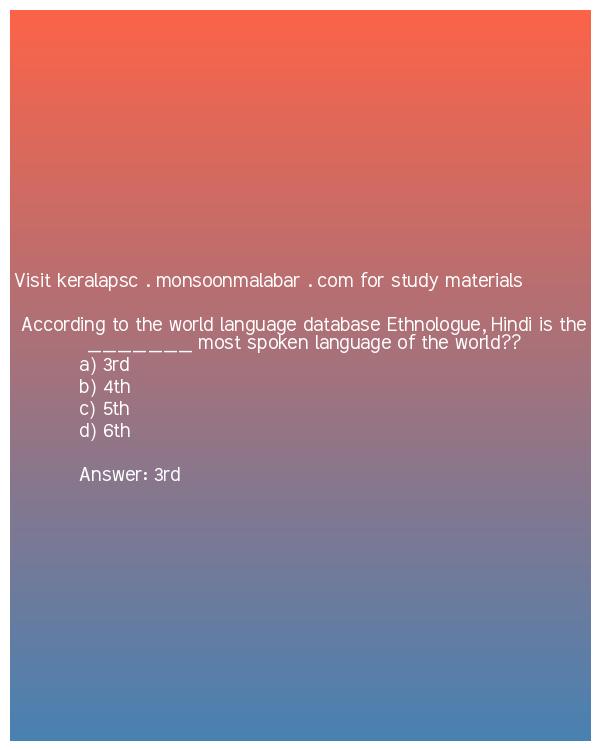 Visit keralapsc . monsoonmalabar . com for study materials
According to the world language database Ethnologue, Hindi is the
_______ most spoken language of the world??
a) 3rd
b) 4th
c) 5th
d) 6th
Answer: 3rd